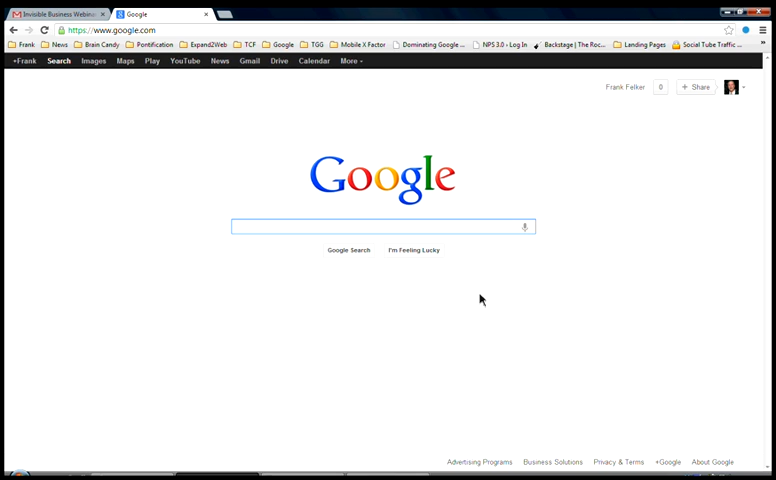 Invisible Business Webina
Google
https://www.google.com
Frank News Brain Candy Pontification Expand2Web TCF Google TGG Mobile X Factor Dominating Google ... NPS 3.0 › Log In Backstage | The Roc... Landing Pages Social Tube Traffic ... »
+Frank Search Images Maps Play YouTube News Gmail Drive Calendar More
Frank Felker 0 + Share
Google
Google Search I'm Feeling Lucky
Advertising Programs Business Solutions Privacy & Terms +Google About Google